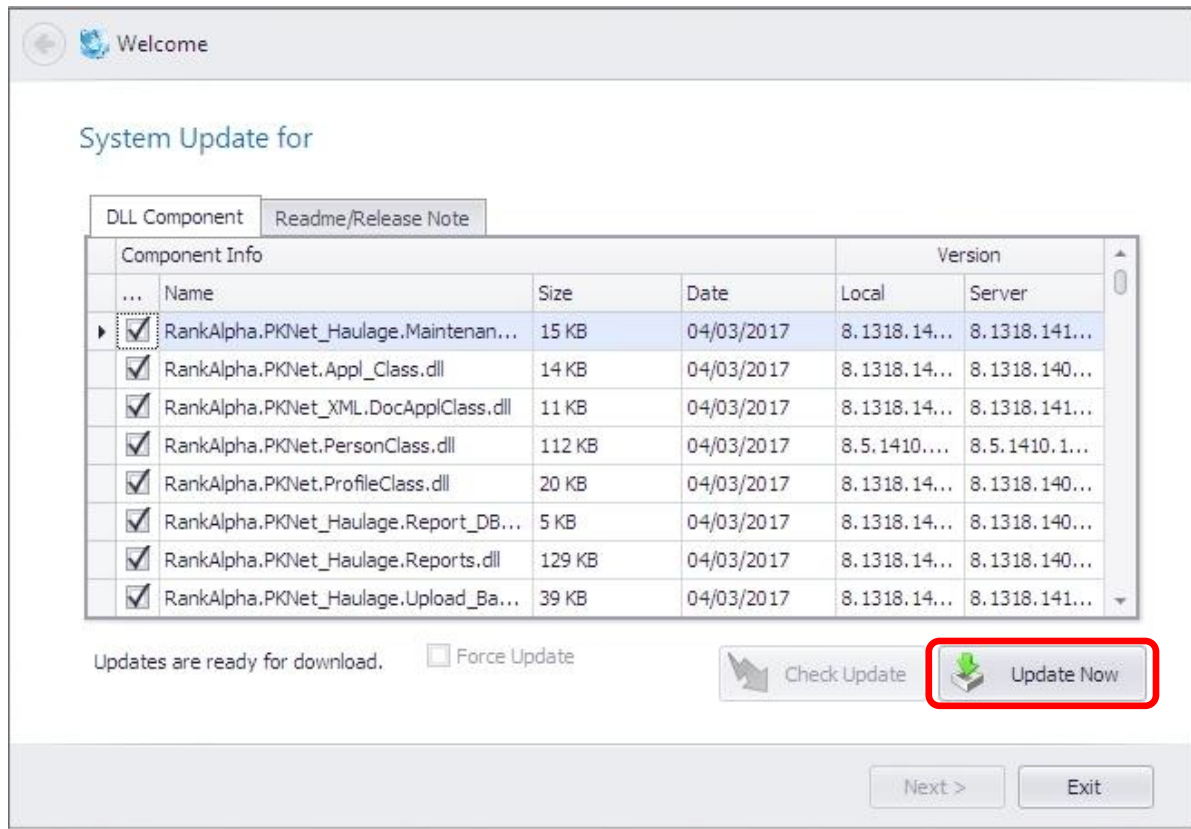 Welcome
System Update for
DLL Component Readme/Release Note
Component Info Version
... Name Size Date Local Server
RankAlpha.PKNet_Haulage.Maintenan... 15 KB 04/03/2017 8.1318.14... 8.1318.141...
RankAlpha.PKNet.Appl_Class.dll 14 KB 04/03/2017 8.1318.14... 8.1318.140...
RankAlpha.PKNet_XML.DocApplClass.dll 11 KB 04/03/2017 8.1318.14... 8.1318.141...
RankAlpha.PKNet.PersonClass.dll 112 KB 04/03/2017 8.5.1410.... 8.5.1410.1...
RankAlpha.PKNet.ProfileClass.dll 20 KB 04/03/2017 8.1318.14... 8.1318.140...
RankAlpha.PKNet_Haulage.Report_DB... 5 KB 04/03/2017 8.1318.14... 8.1318.140...
RankAlpha.PKNet_Haulage.Reports.dll 129 KB 04/03/2017 8.1318.14... 8.1318.140...
RankAlpha.PKNet_Haulage.Upload_Ba... 39 KB 04/03/2017 8.1318.14... 8.1318.141...
Updates are ready for download. Force Update
Check Update Update Now
Next > Exit